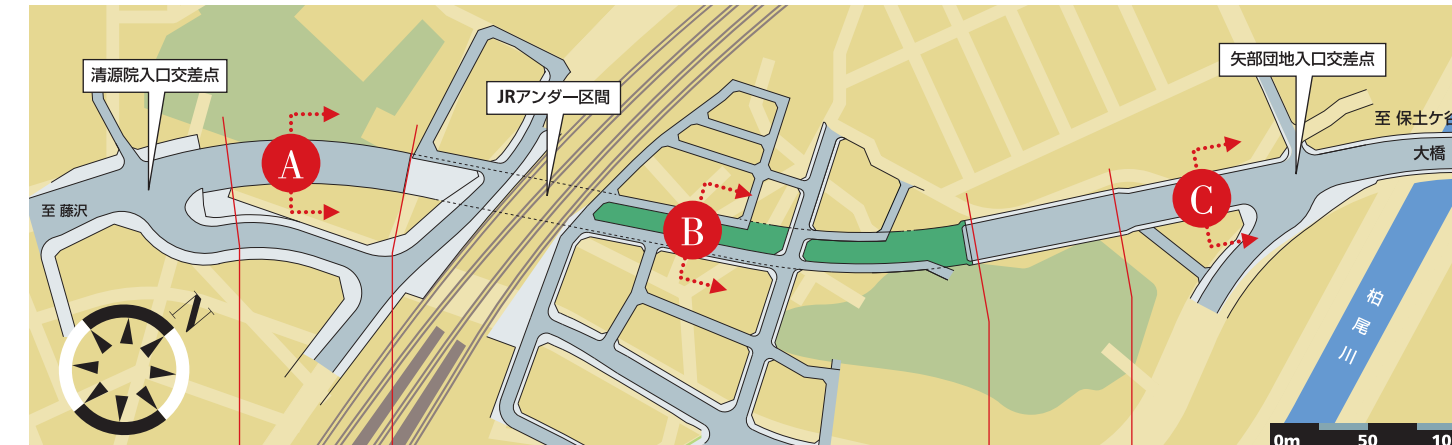 清源院入口交差点
JRアンダー区間
矢部団地入口交差点
至 保土ケ谷
大橋
A
B
C
至 藤沢
N
柏尾川
0m 50 10